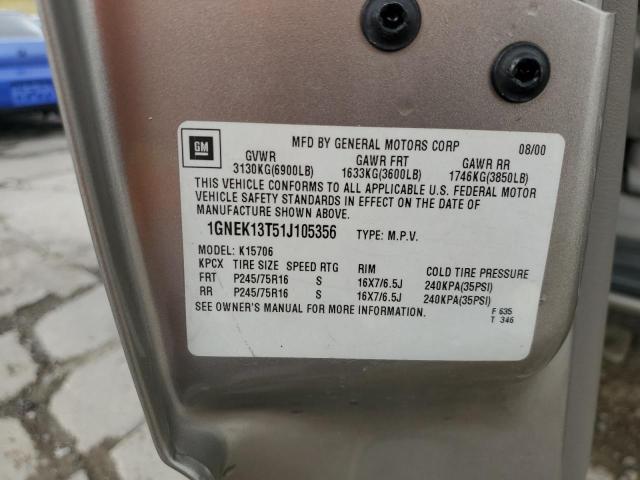 GM
MFD BY GENERAL MOTORS CORP 08/00
GVWR GAWR FRT GAWR RR
3130KG(6900LB) 1633KG(3600LB) 1746KG(3850LB)
THIS VEHICLE CONFORMS TO ALL APPLICABLE U.S. FEDERAL MOTOR
VEHICLE SAFETY STANDARDS IN EFFECT ON THE DATE OF
MANUFACTURE SHOWN ABOVE.
1GNEK13T51J105356 TYPE: M.P.V.
MODEL: K15706
KPCX TIRE SIZE SPEED RTG RIM COLD TIRE PRESSURE
FRT P245/75R16 S 16X7/6.5J 240KPA(35PSI)
RR P245/75R16 S 16X7/6.5J 240KPA(35PSI)
SEE OWNER'S MANUAL FOR MORE INFORMATION.
F 635
T 346